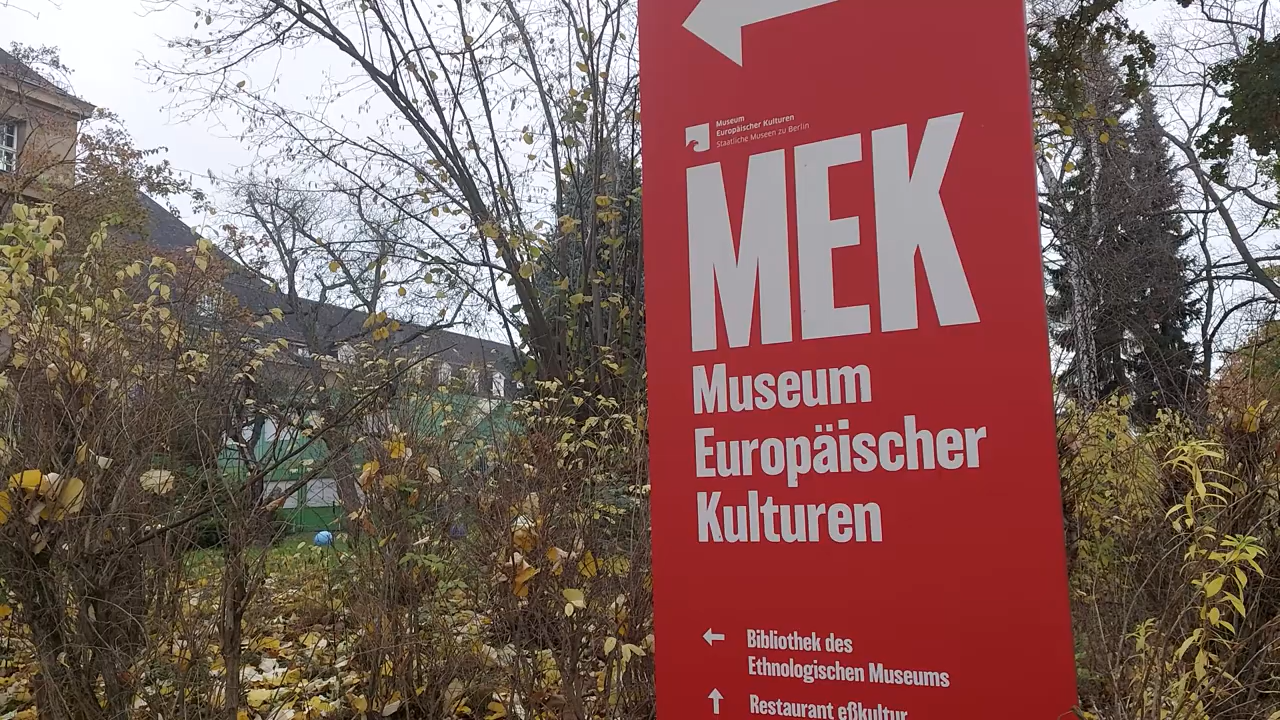 Museum
Europäischer Kulturen
Staatliche Museen zu Berlin
MEK
Museum
Europäischer
Kulturen
Bibliothek des
Ethnologischen Museums
Restaurant eßkultur